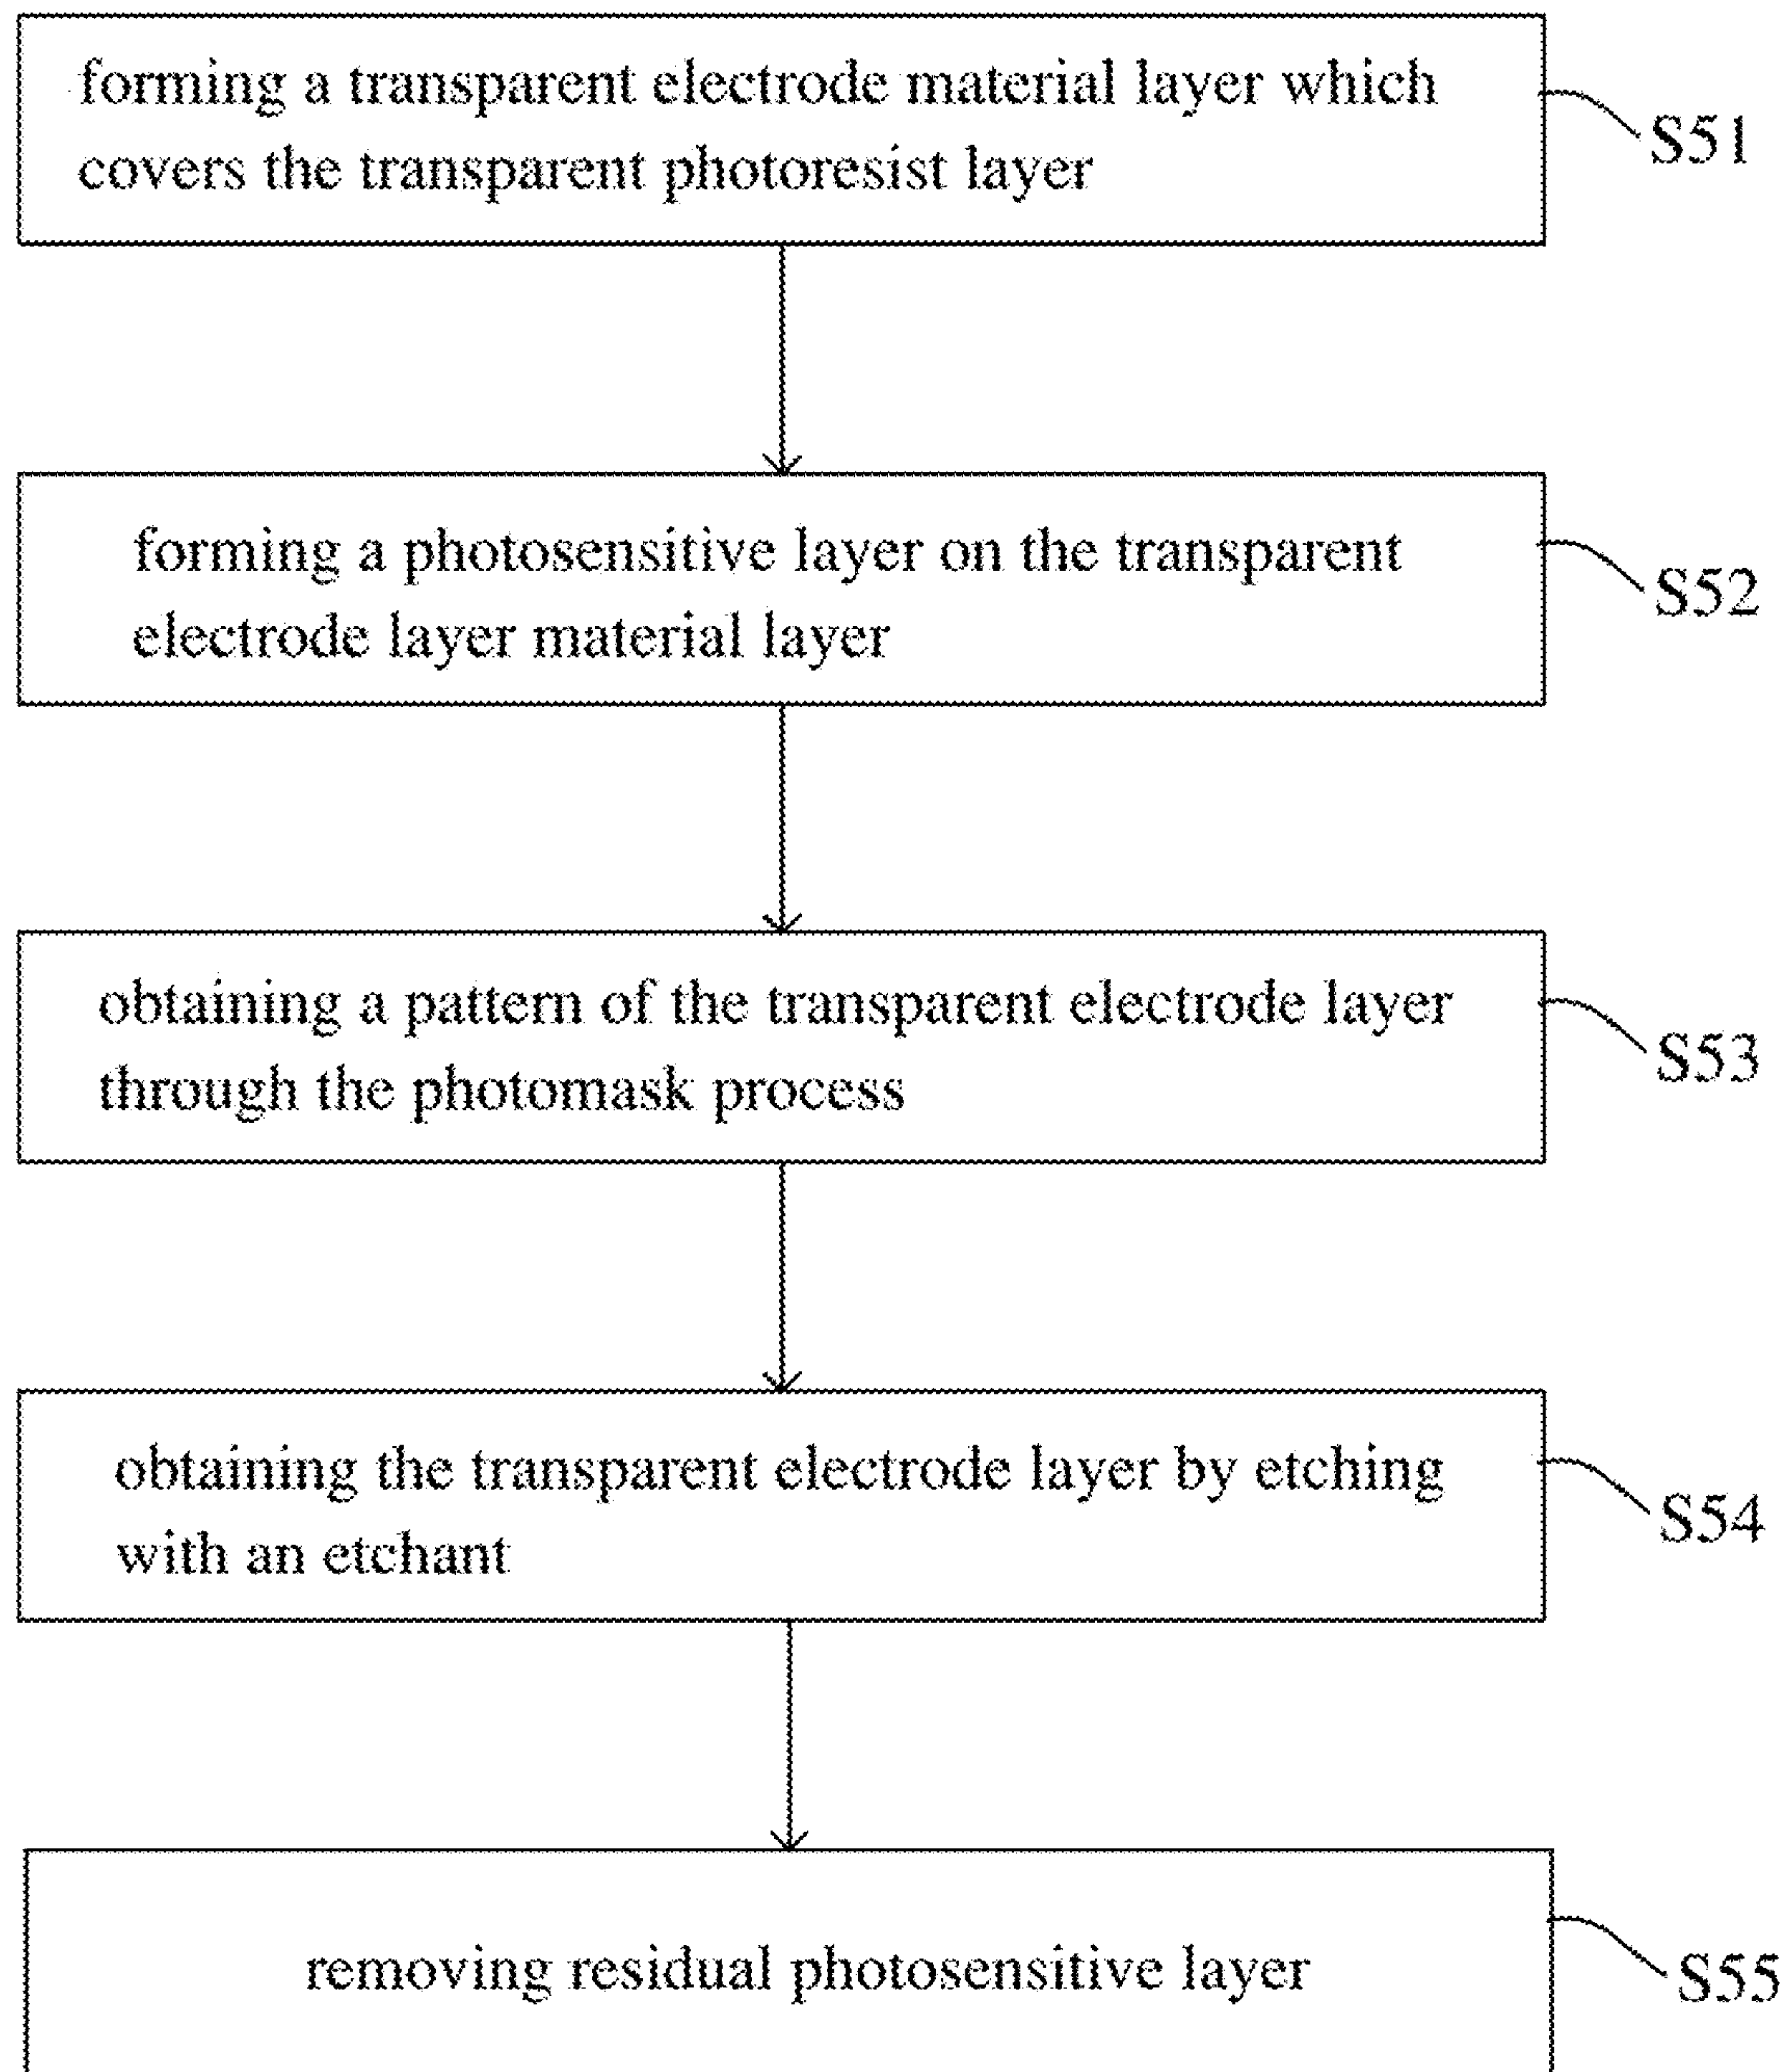 forming a transparent electrode material layer which
covers the transparent photoresist layer
S51
forming a photosensitive layer on the transparent
electrode layer material layer
S52
obtaining a pattern of the transparent electrode layer
through the photomask process
S53
obtaining the transparent electrode layer by etching
with an etchant
S54
removing residual photosensitive layer
S55